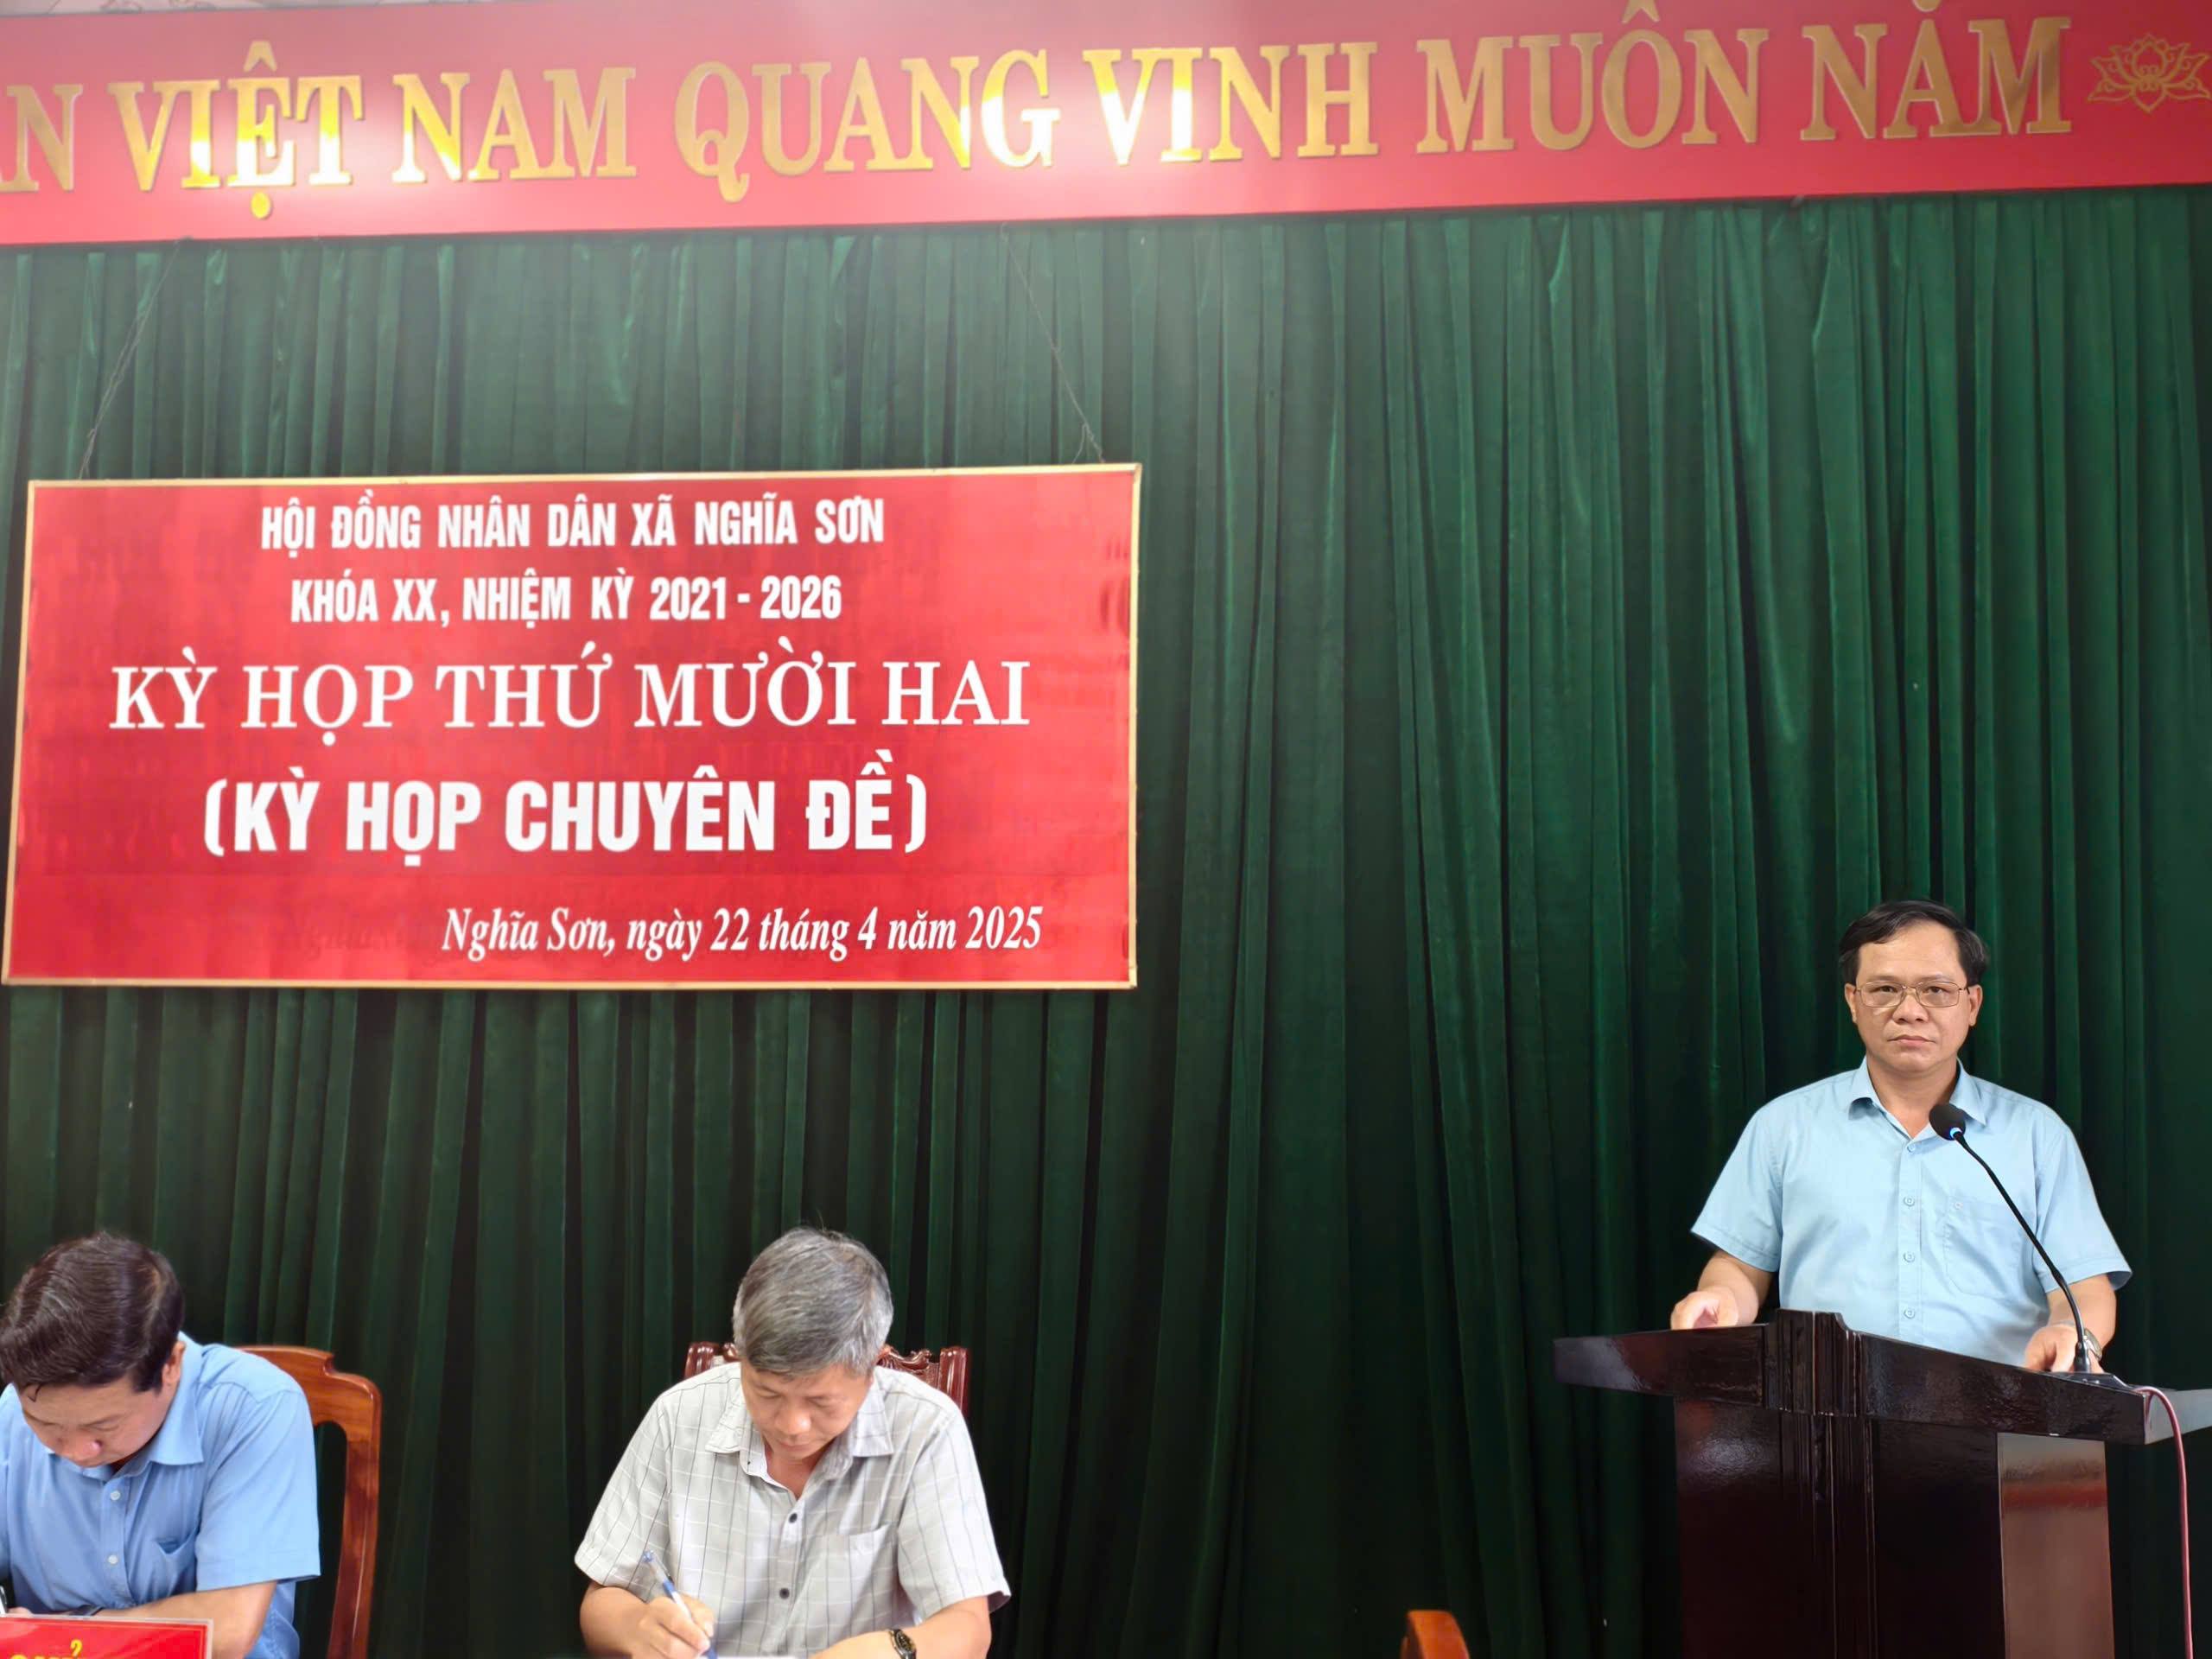 VIỆT NAM QUANG VINH MUÔN NĂM
HỘI ĐỒNG NHÂN DÂN XÃ NGHĨA SƠN
KHÓA XX, NHIỆM KỲ 2021 - 2026
KỲ HỌP THỨ MƯỜI HAI
(KỲ HỌP CHUYÊN ĐỀ)
Nghĩa Sơn, ngày 22 tháng 4 năm 2025